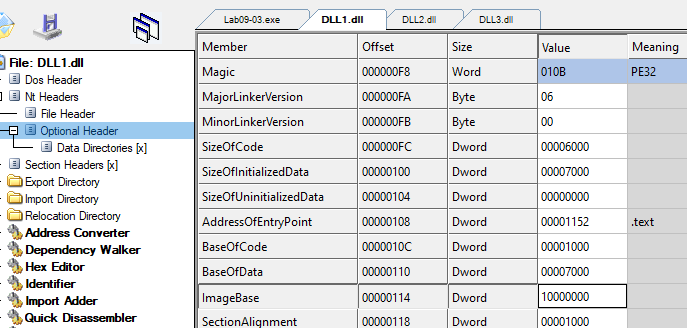 Lab09-03.exe DLL1.dll DLL2.dll DLL3.dll
File: DLL1.dll
Dos Header
Nt Headers
File Header
Optional Header
Data Directories [x]
Section Headers [x]
Export Directory
Import Directory
Relocation Directory
Address Converter
Dependency Walker
Hex Editor
Identifier
Import Adder
Quick Disassembler
Member Offset Size Value Meaning
Magic 000000F8 Word 010B PE32
MajorLinkerVersion 000000FA Byte 06
MinorLinkerVersion 000000FB Byte 00
SizeOfCode 000000FC Dword 00006000
SizeOfInitializedData 00000100 Dword 00007000
SizeOfUninitializedData 00000104 Dword 00000000
AddressOfEntryPoint 00000108 Dword 00001152 .text
BaseOfCode 0000010C Dword 00001000
BaseOfData 00000110 Dword 00007000
ImageBase 00000114 Dword 10000000
SectionAlignment 00000118 Dword 00001000